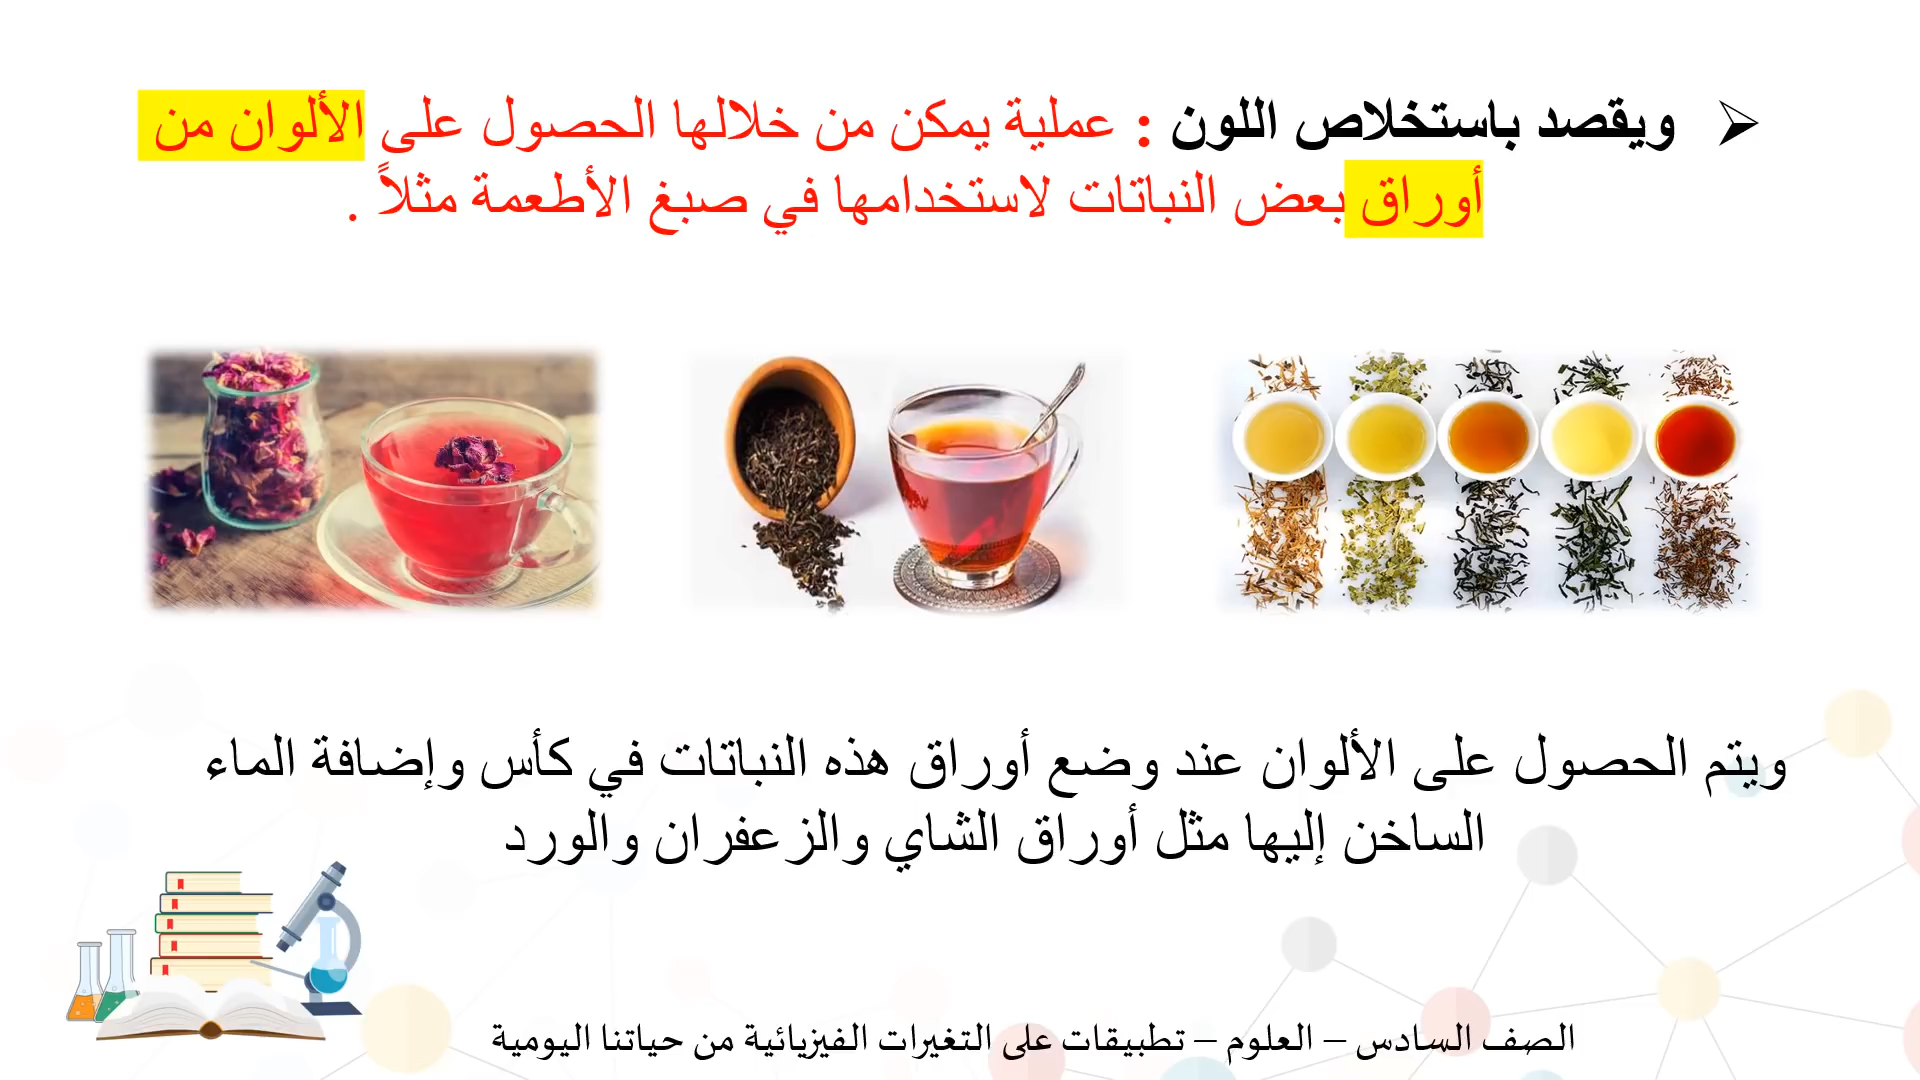 ➢ ويقصد باستخلاص اللون : عملية يمكن من خلالها الحصول على الألوان من
أوراق بعض النباتات لاستخدامها في صبغ الأطعمة مثلاً .
ويتم الحصول على الألوان عند وضع أوراق هذه النباتات في كأس وإضافة الماء
الساخن إليها مثل أوراق الشاي والزعفران والورد
الصف السادس – العلوم – تطبيقات على التغيرات الفيزيائية من حياتنا اليومية